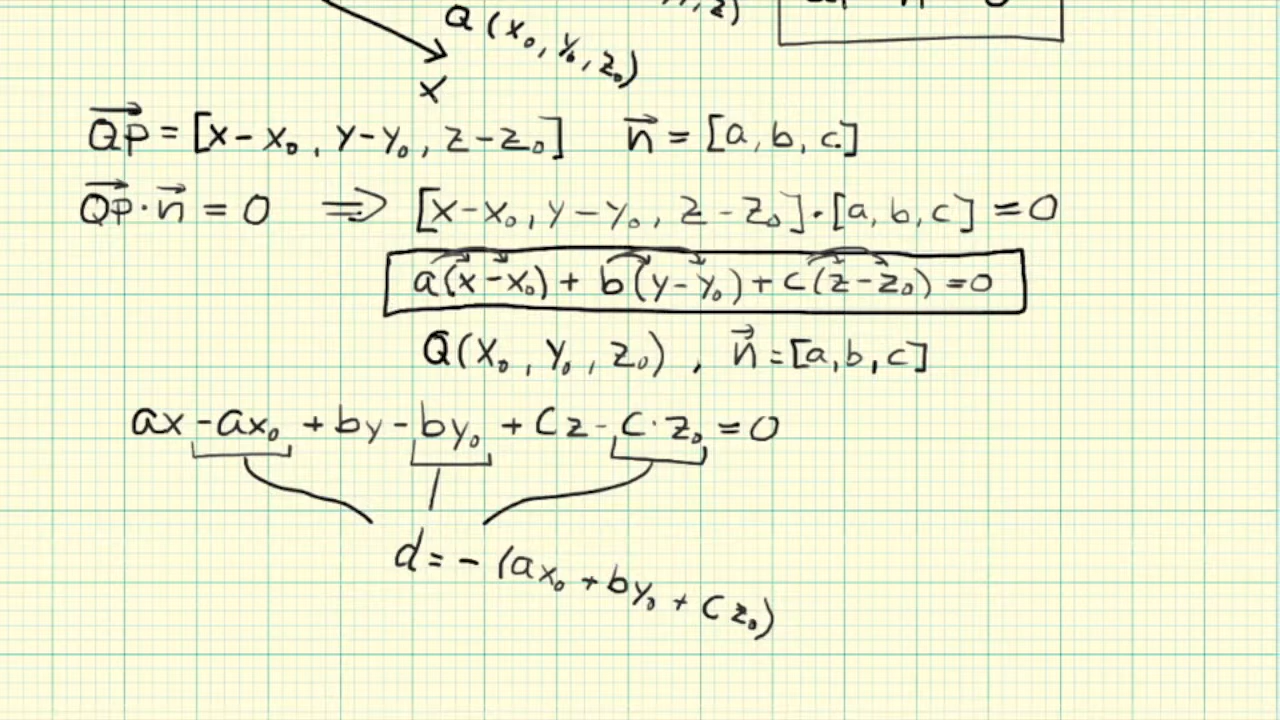 Q (x₀, y₀, z₀)
x
→QP = [x - x₀, y - y₀, z - z₀]   →n = [a, b, c]
→QP · →n = 0 ⇒ [x - x₀, y - y₀, z - z₀] · [a, b, c] = 0
a(x - x₀) + b(y - y₀) + c(z - z₀) = 0
Q(x₀, y₀, z₀), →n = [a, b, c]
ax - ax₀ + by - by₀ + cz - c·z₀ = 0
d = - (ax₀ + by₀ + cz₀)